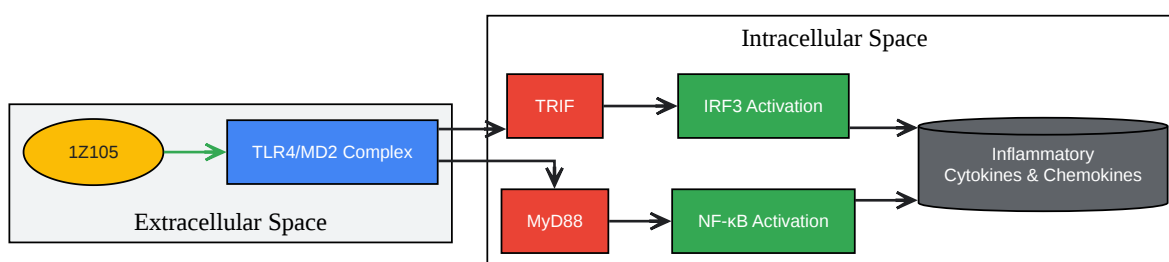 Intracellular Space
TRIF
IRF3 Activation
1Z105
TLR4/MD2 Complex
Inflammatory
Cytokines & Chemokines
Extracellular Space
MyD88
NF-κB Activation